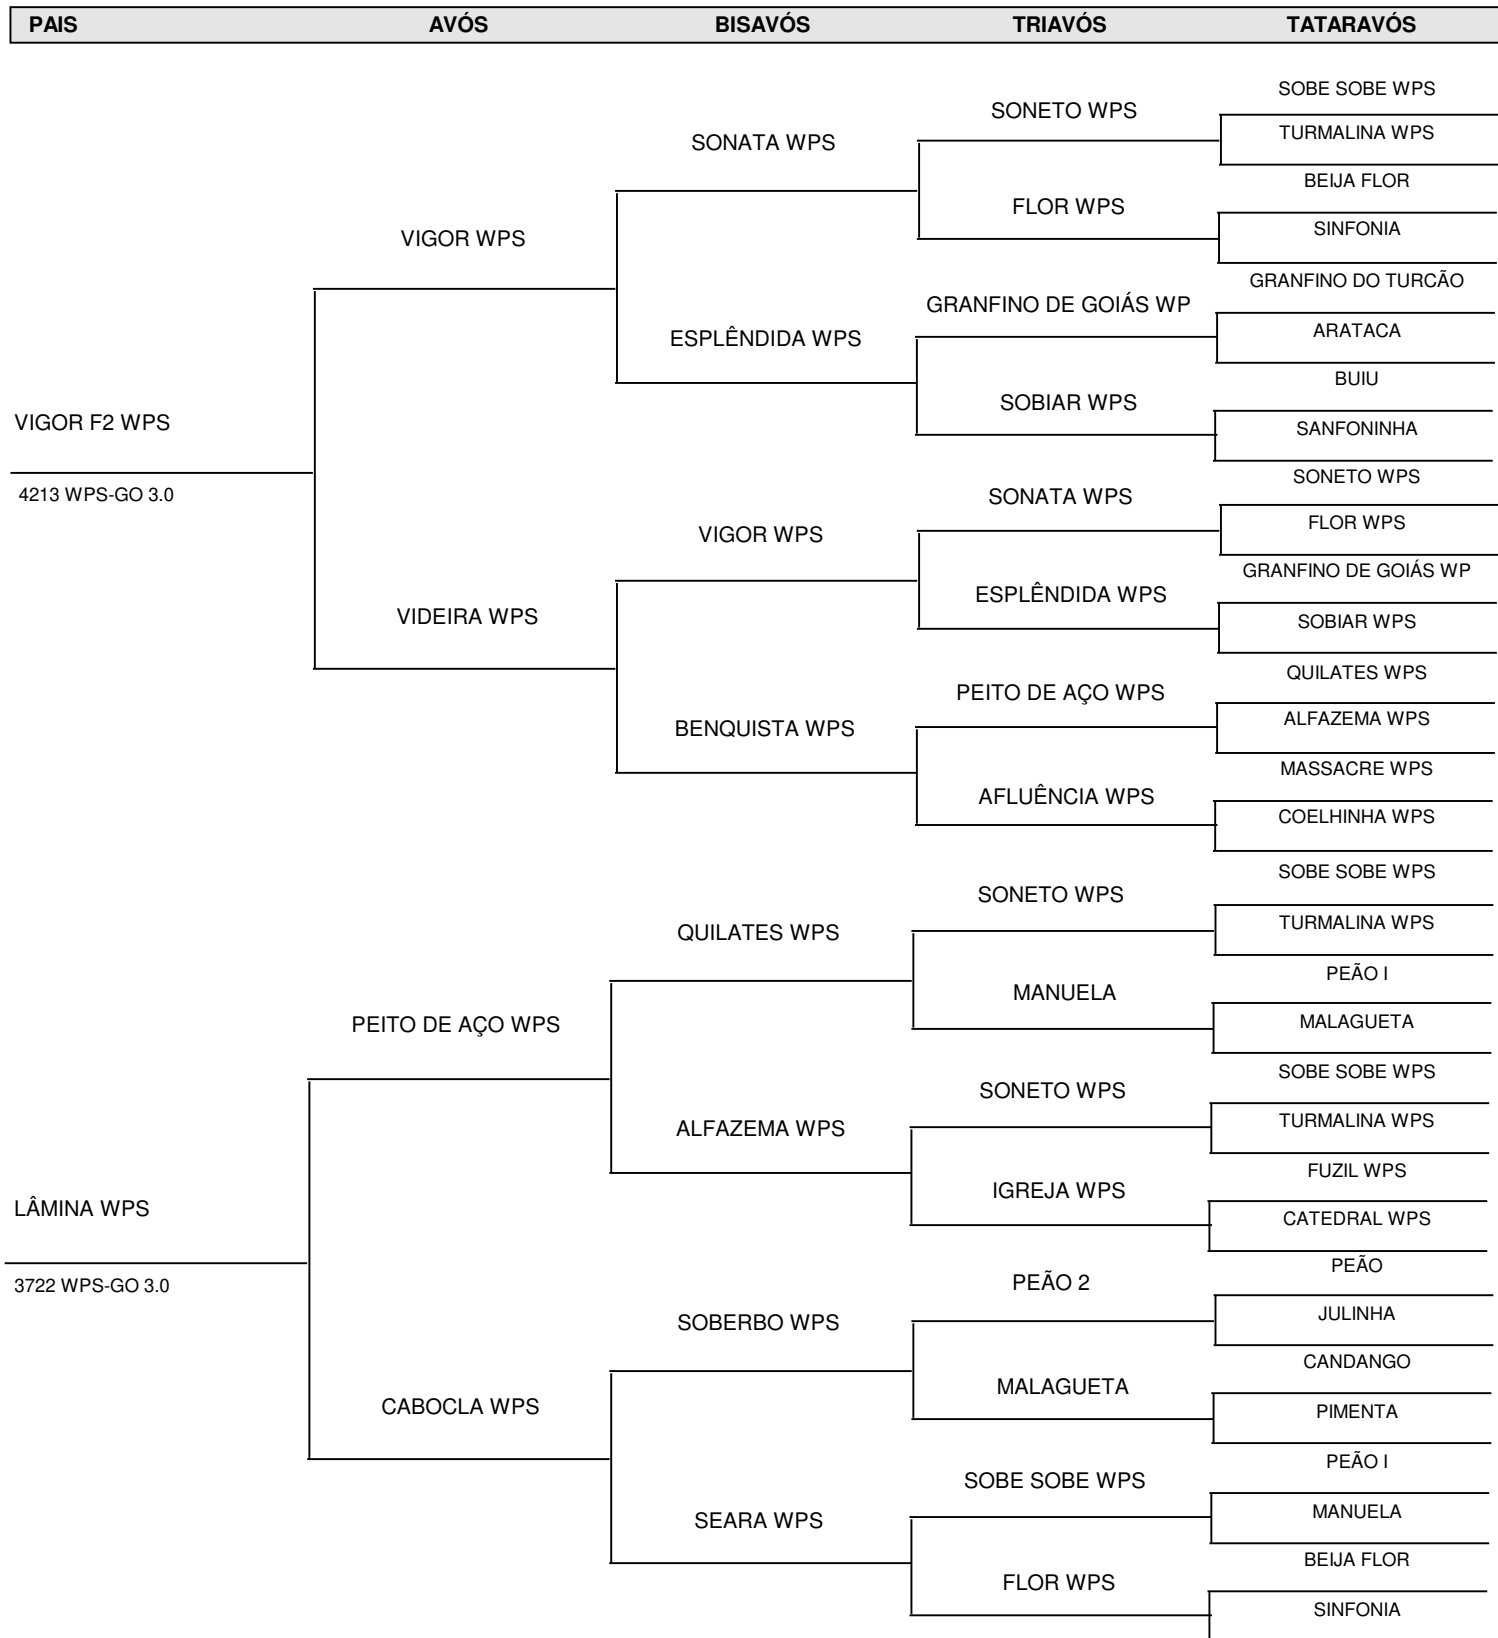 PAIS AVÓS BISAVÓS TRIAVÓS TATARAVÓS
SOBE SOBE WPS
SONETO WPS
TURMALINA WPS
SONATA WPS
BEIJA FLOR
FLOR WPS
SINFONIA
VIGOR WPS
GRANFINO DO TURCÃO
GRANFINO DE GOIÁS WP
ARATACA
ESPLÊNDIDA WPS
BUIU
SOBIAR WPS
VIGOR F2 WPS
SANFONINHA
SONETO WPS
4213 WPS-GO 3.0
SONATA WPS
FLOR WPS
VIGOR WPS
GRANFINO DE GOIÁS WP
ESPLÊNDIDA WPS
VIDEIRA WPS
SOBIAR WPS
QUILATES WPS
PEITO DE AÇO WPS
ALFAZEMA WPS
BENQUISTA WPS
MASSACRE WPS
AFLUÊNCIA WPS
COELHINHA WPS
SOBE SOBE WPS
SONETO WPS
TURMALINA WPS
QUILATES WPS
PEÃO I
MANUELA
MALAGUETA
PEITO DE AÇO WPS
SOBE SOBE WPS
SONETO WPS
TURMALINA WPS
ALFAZEMA WPS
FUZIL WPS
IGREJA WPS
LÂMINA WPS
CATEDRAL WPS
PEÃO
3722 WPS-GO 3.0
PEÃO 2
JULINHA
SOBERBO WPS
CANDANGO
MALAGUETA
CABOCLA WPS
PIMENTA
PEÃO I
SOBE SOBE WPS
MANUELA
SEARA WPS
BEIJA FLOR
FLOR WPS
SINFONIA